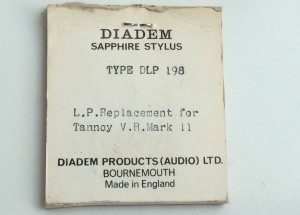 DIADEM
SAPPHIRE STYLUS
TYPE DLP 198
L.P.Replacement for
Tannoy V.R.Mark 11
DIADEM PRODUCTS (AUDIO) LTD.
BOURNEMOUTH
Made in England